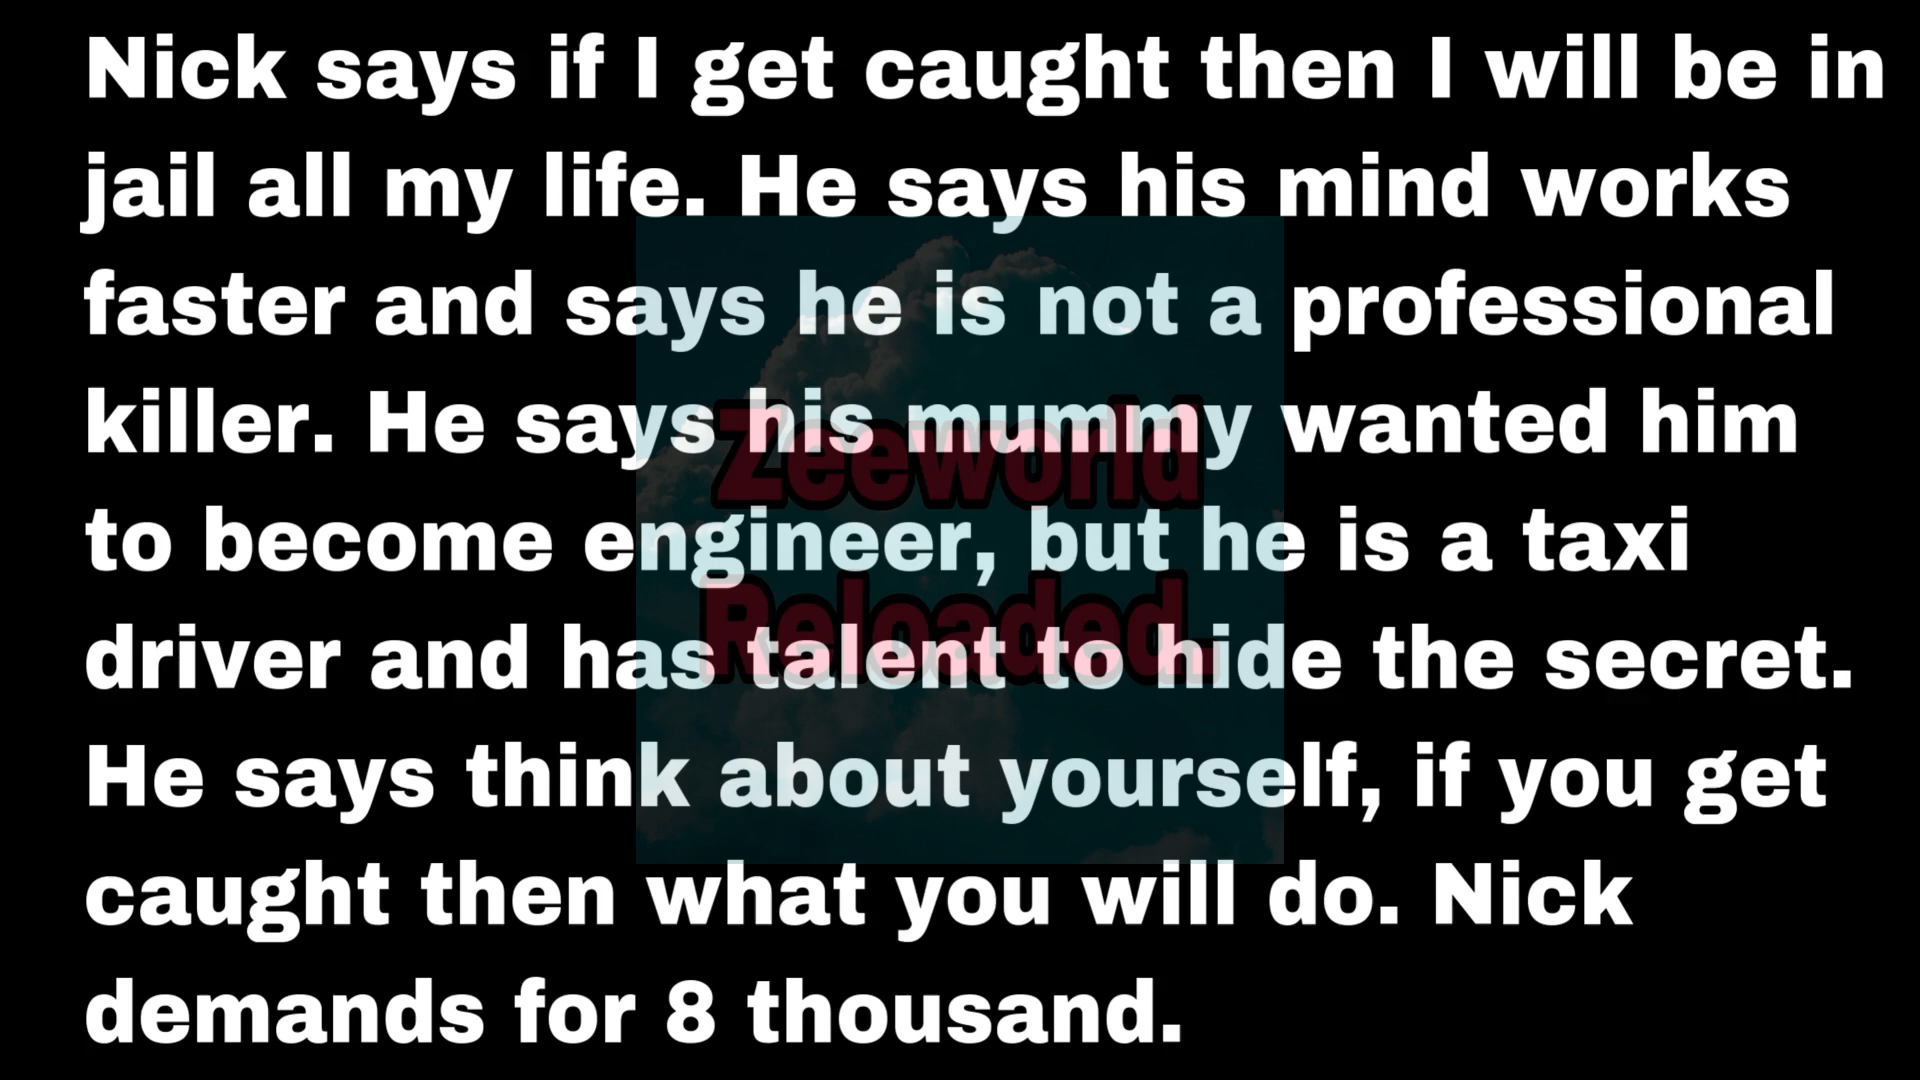 Nick says if I get caught then I will be in
jail all my life. He says his mind works
faster and says he is not a professional
killer. He says his mummy wanted him
to become engineer, but he is a taxi
driver and has talent to hide the secret.
He says think about yourself, if you get
caught then what you will do. Nick
demands for 8 thousand.
Zeeworld
Reloaded.